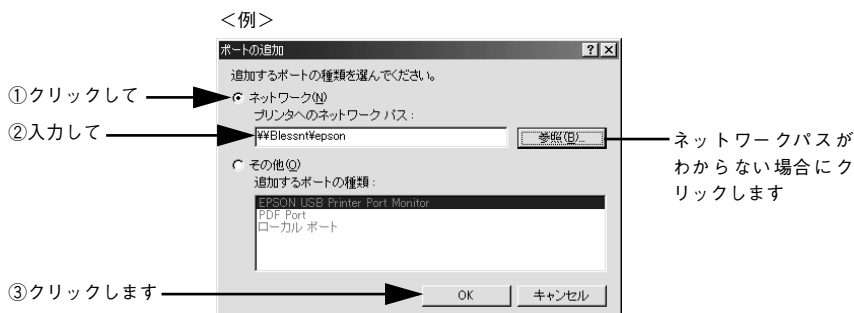 ＜例＞
ポートの追加
追加するポートの種類を選んでください。
①クリックして
ネットワーク(N)
プリンタへのネットワーク パス：
②入力して
¥¥Blessnt¥epson
参照(B)...
ネットワークパスが
わからない場合にク
リックします
その他(O)
追加するポートの種類：
EPSON USB Printer Port Monitor
PDF Port
ローカル ポート
③クリックします
OK
キャンセル